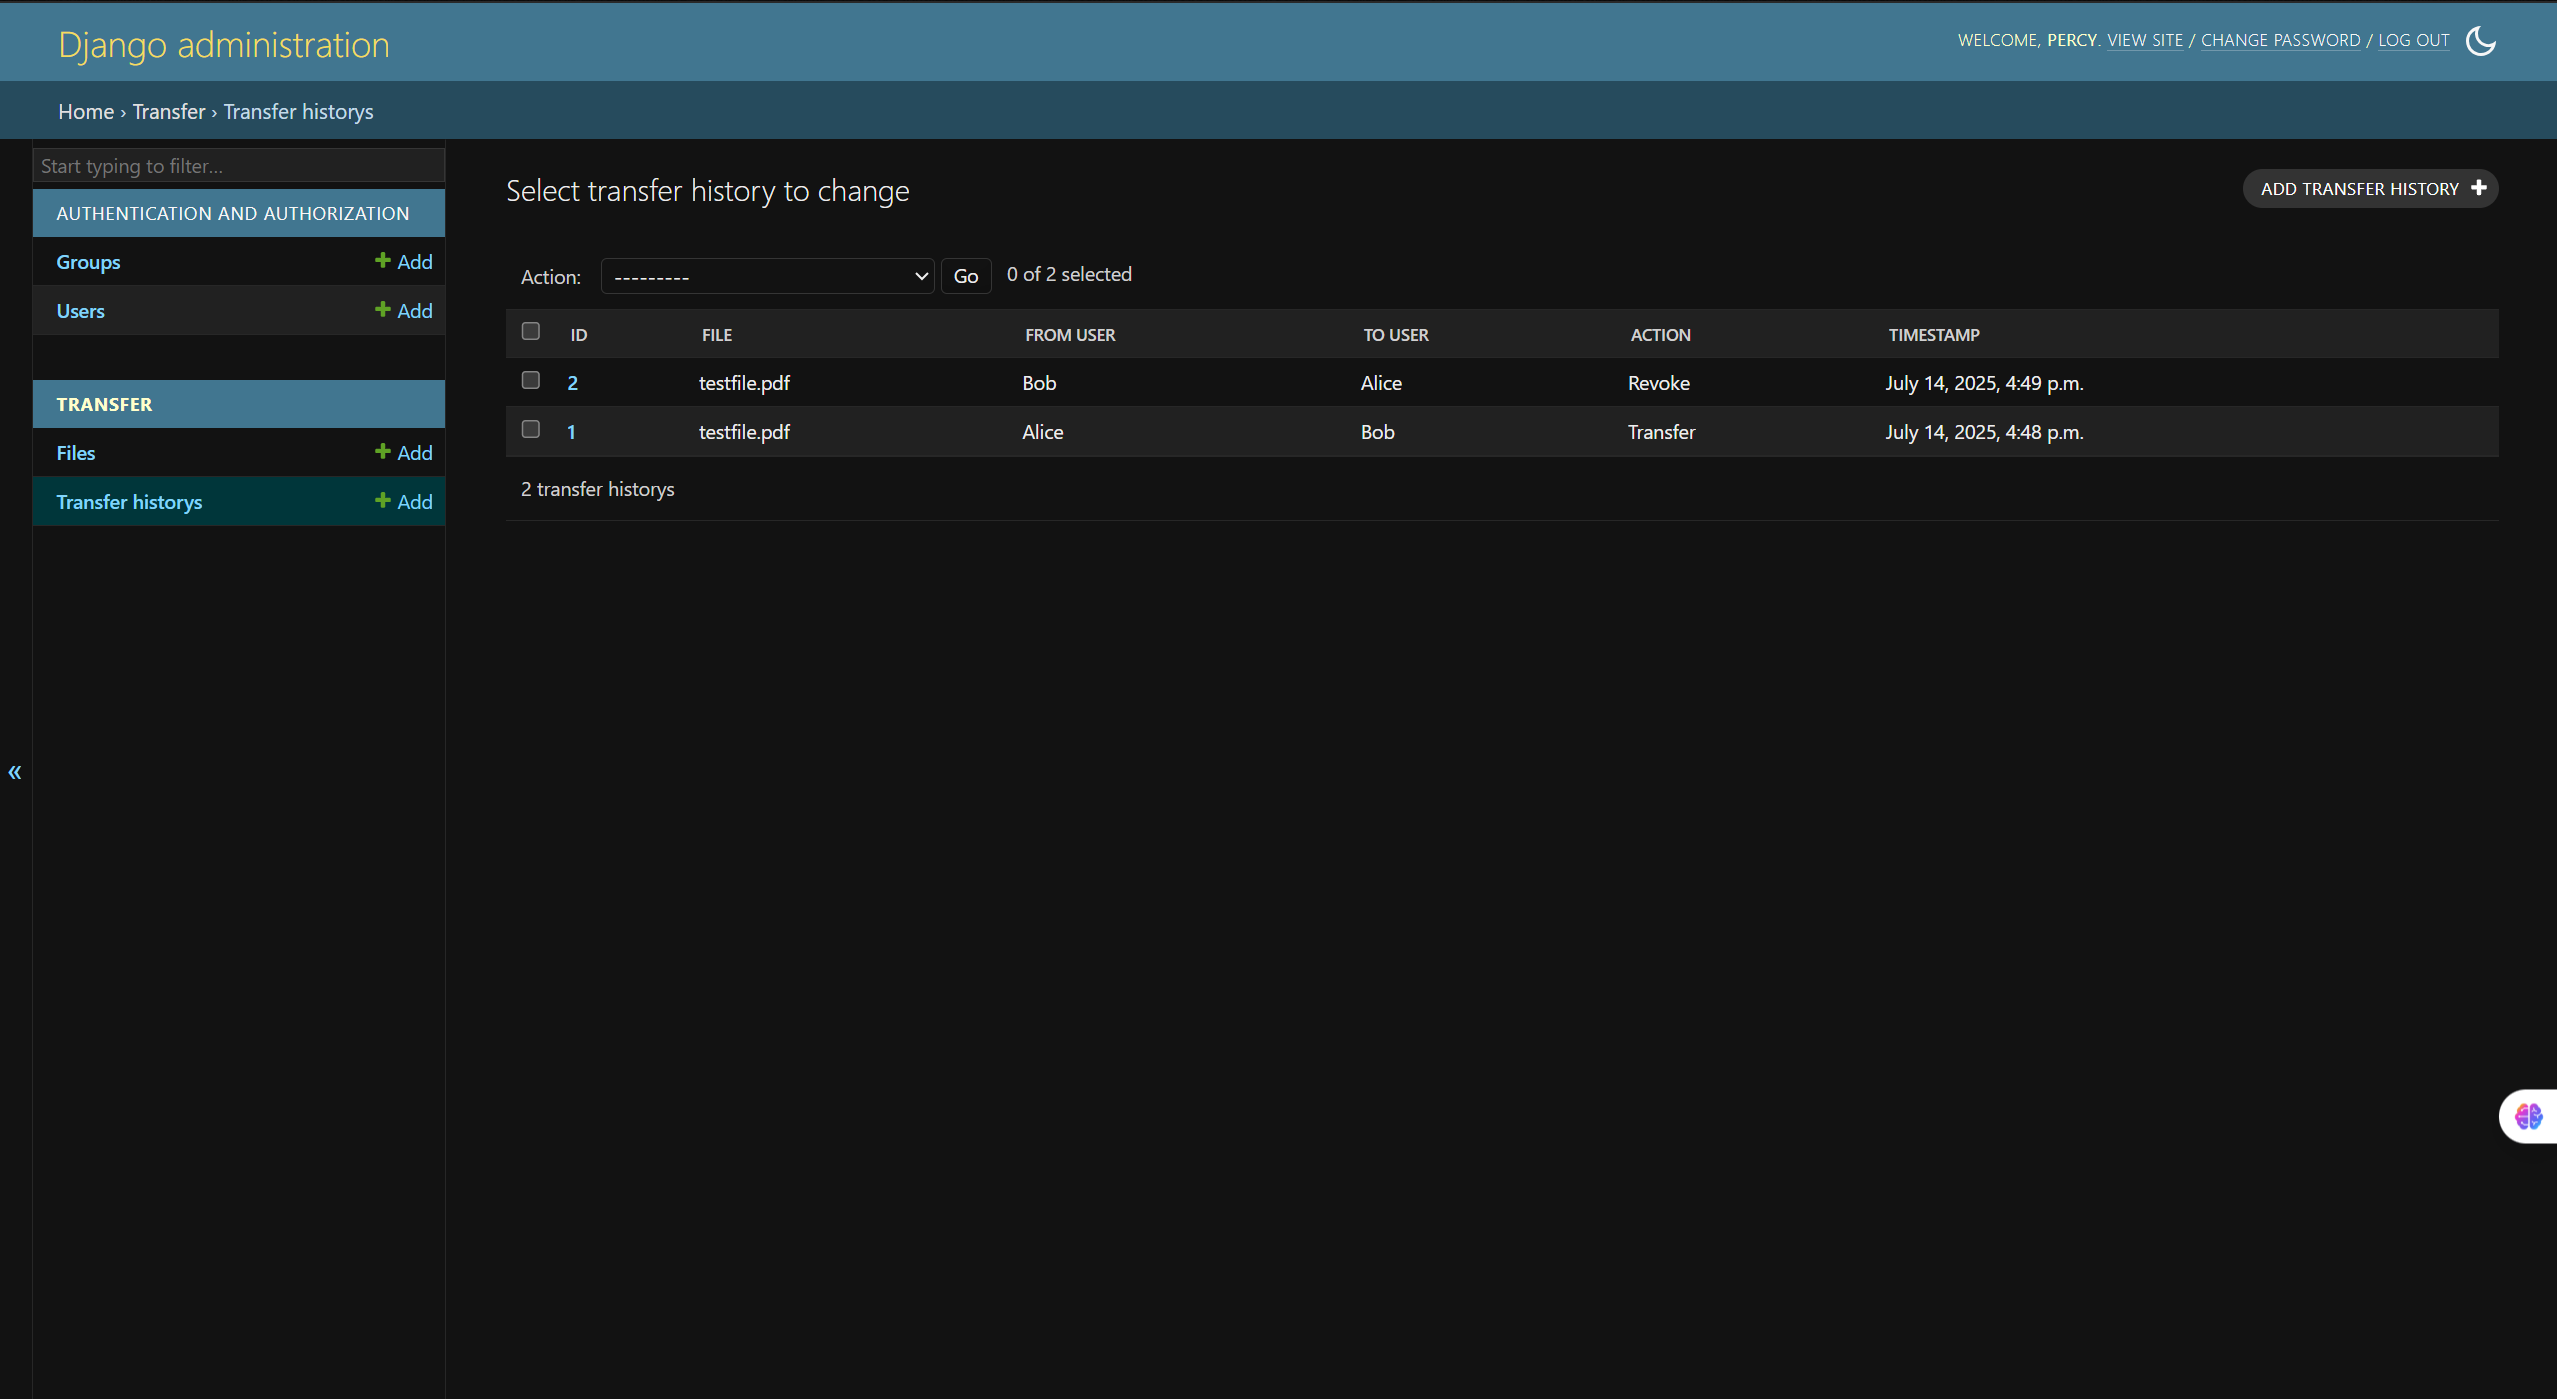 Django administration
WELCOME, PERCY. VIEW SITE / CHANGE PASSWORD / LOG OUT
Home › Transfer › Transfer historys
Start typing to filter...
AUTHENTICATION AND AUTHORIZATION
Groups + Add
Users + Add
TRANSFER
Files + Add
Transfer historys + Add
«
Select transfer history to change
ADD TRANSFER HISTORY +
Action: --------- Go 0 of 2 selected
ID FILE FROM USER TO USER ACTION TIMESTAMP
2 testfile.pdf Bob Alice Revoke July 14, 2025, 4:49 p.m.
1 testfile.pdf Alice Bob Transfer July 14, 2025, 4:48 p.m.
2 transfer historys